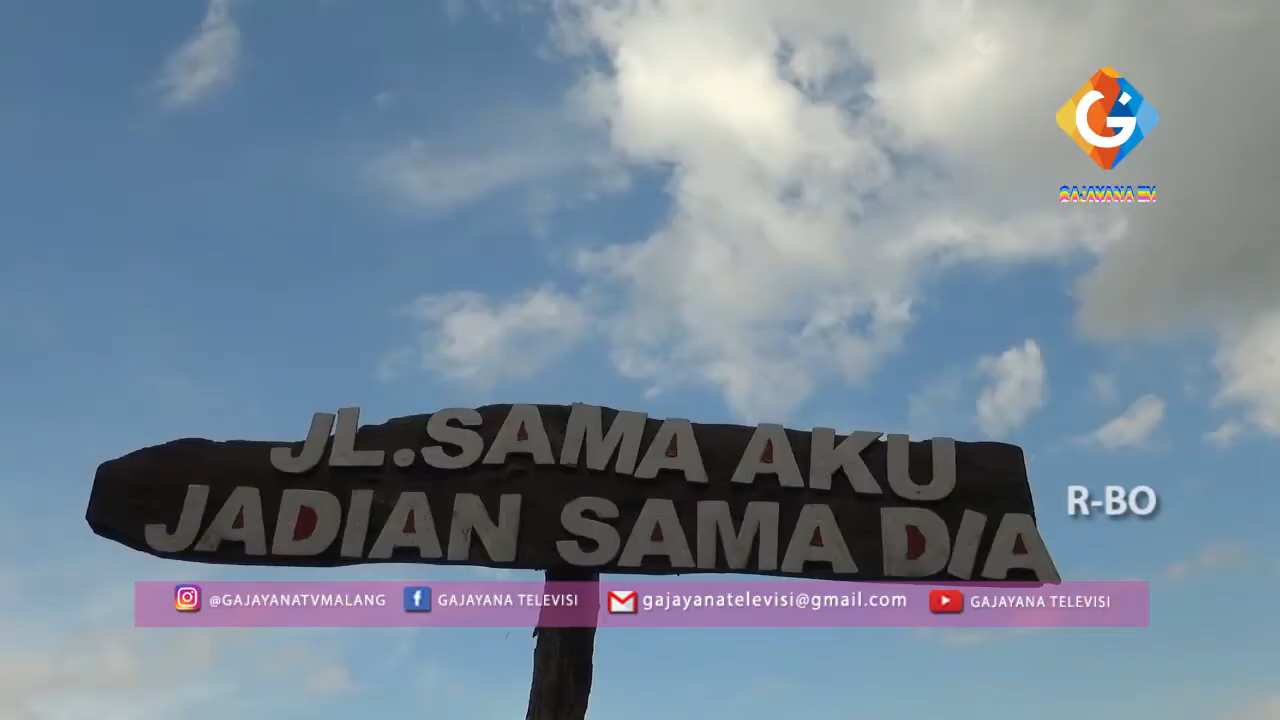 GAJAYANA TV
JL.SAMA AKU
JADIAN SAMA DIA
R-BO
@GAJAYANATVMALANG
GAJAYANA TELEVISI
gajayanatelevisi@gmail.com
GAJAYANA TELEVISI